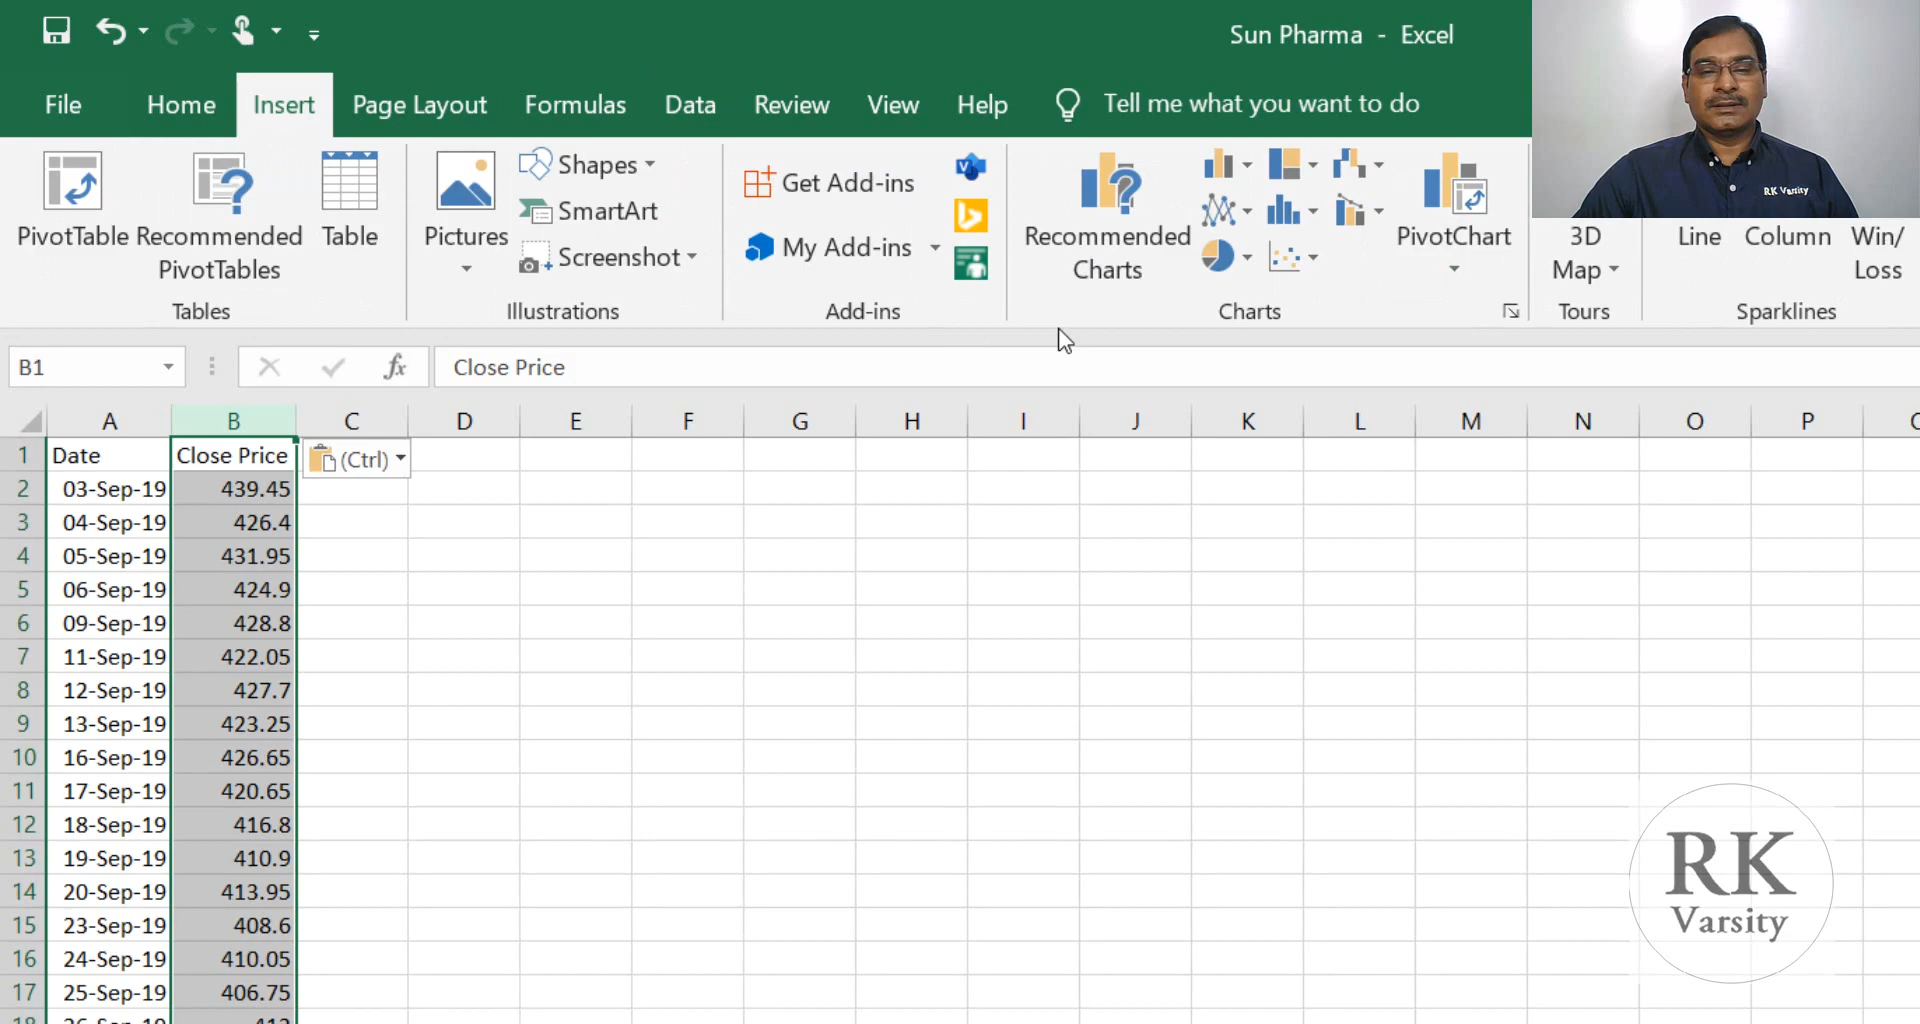 Sun Pharma - Excel
File Home Insert Page Layout Formulas Data Review View Help Tell me what you want to do
RK Varsity
PivotTable Recommended PivotTables Table
Tables
Pictures Shapes SmartArt Screenshot
Illustrations
Get Add-ins
My Add-ins
Add-ins
Recommended Charts
PivotChart
Charts
3D Map
Tours
Line Column Win/Loss
Sparklines
B1 fx Close Price
A B C D E F G H I J K L M N O P
1 Date Close Price (Ctrl)
2 03-Sep-19 439.45
3 04-Sep-19 426.4
4 05-Sep-19 431.95
5 06-Sep-19 424.9
6 09-Sep-19 428.8
7 11-Sep-19 422.05
8 12-Sep-19 427.7
9 13-Sep-19 423.25
10 16-Sep-19 426.65
11 17-Sep-19 420.65
12 18-Sep-19 416.8
13 19-Sep-19 410.9
14 20-Sep-19 413.95
15 23-Sep-19 408.6
16 24-Sep-19 410.05
17 25-Sep-19 406.75
RK
Varsity